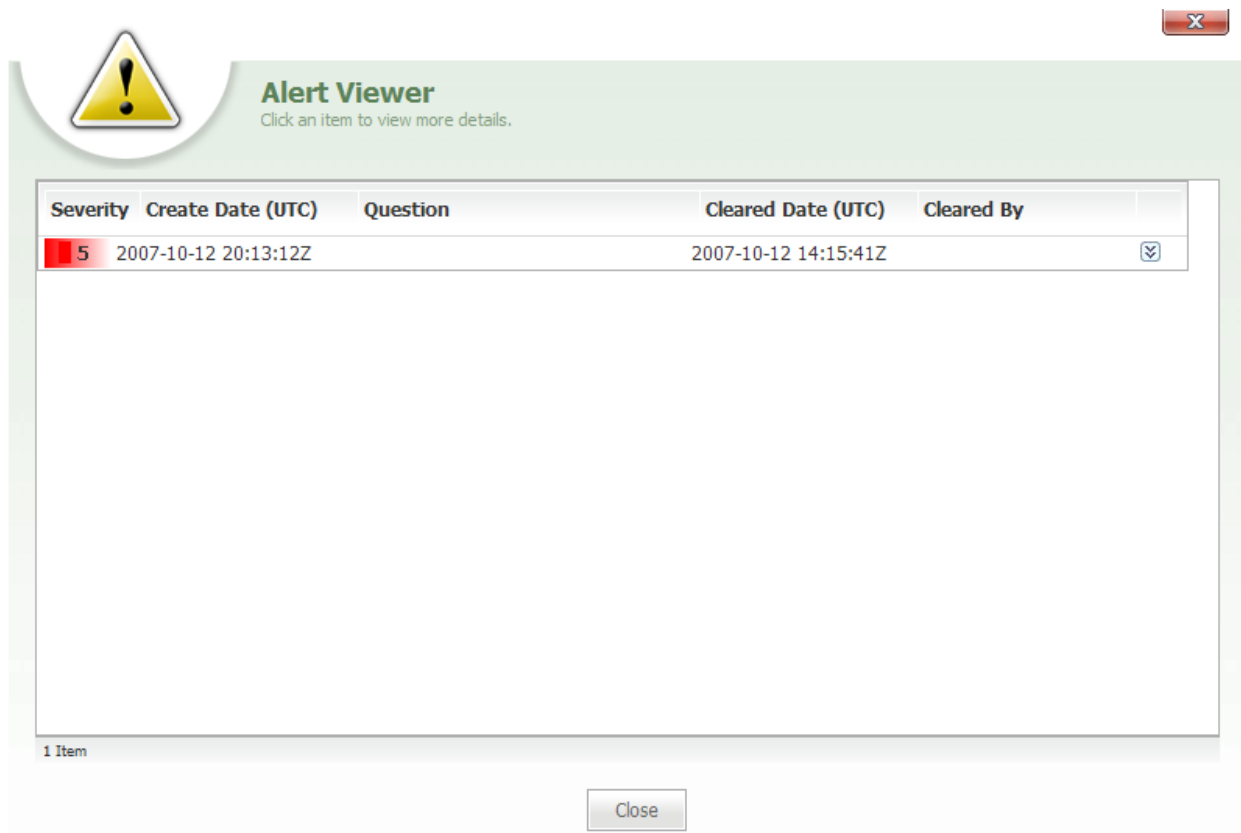 X
Alert Viewer
Click an item to view more details.
Severity Create Date (UTC) Question Cleared Date (UTC) Cleared By
5 2007-10-12 20:13:12Z 2007-10-12 14:15:41Z
1 Item
Close